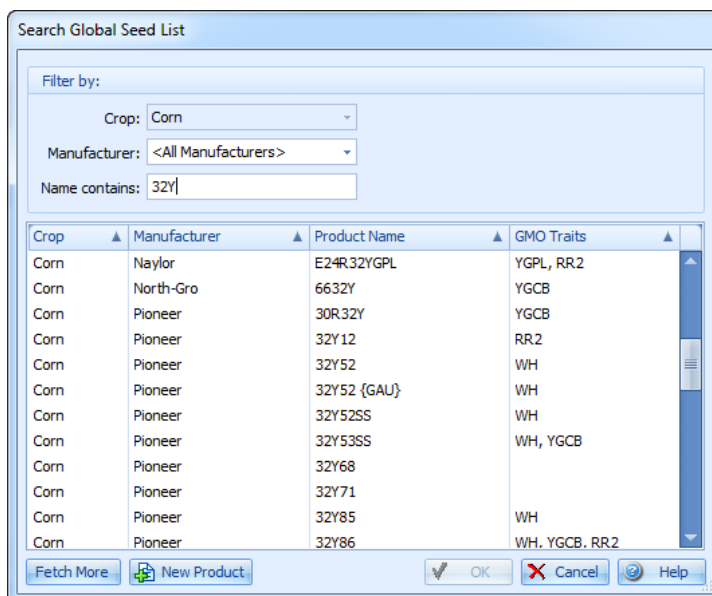 Search Global Seed List
Filter by:
Crop: Corn
Manufacturer: <All Manufacturers>
Name contains: 32Y
Crop Manufacturer Product Name GMO Traits
Corn Naylor E24R32YGPL YGPL, RR2
Corn North-Gro 6632Y YGCB
Corn Pioneer 30R32Y YGCB
Corn Pioneer 32Y12 RR2
Corn Pioneer 32Y52 WH
Corn Pioneer 32Y52 {GAU} WH
Corn Pioneer 32Y52SS WH
Corn Pioneer 32Y53SS WH, YGCB
Corn Pioneer 32Y68
Corn Pioneer 32Y71
Corn Pioneer 32Y85 WH
Corn Pioneer 32Y86 WH, YGCB, RR2
Fetch More New Product OK Cancel Help